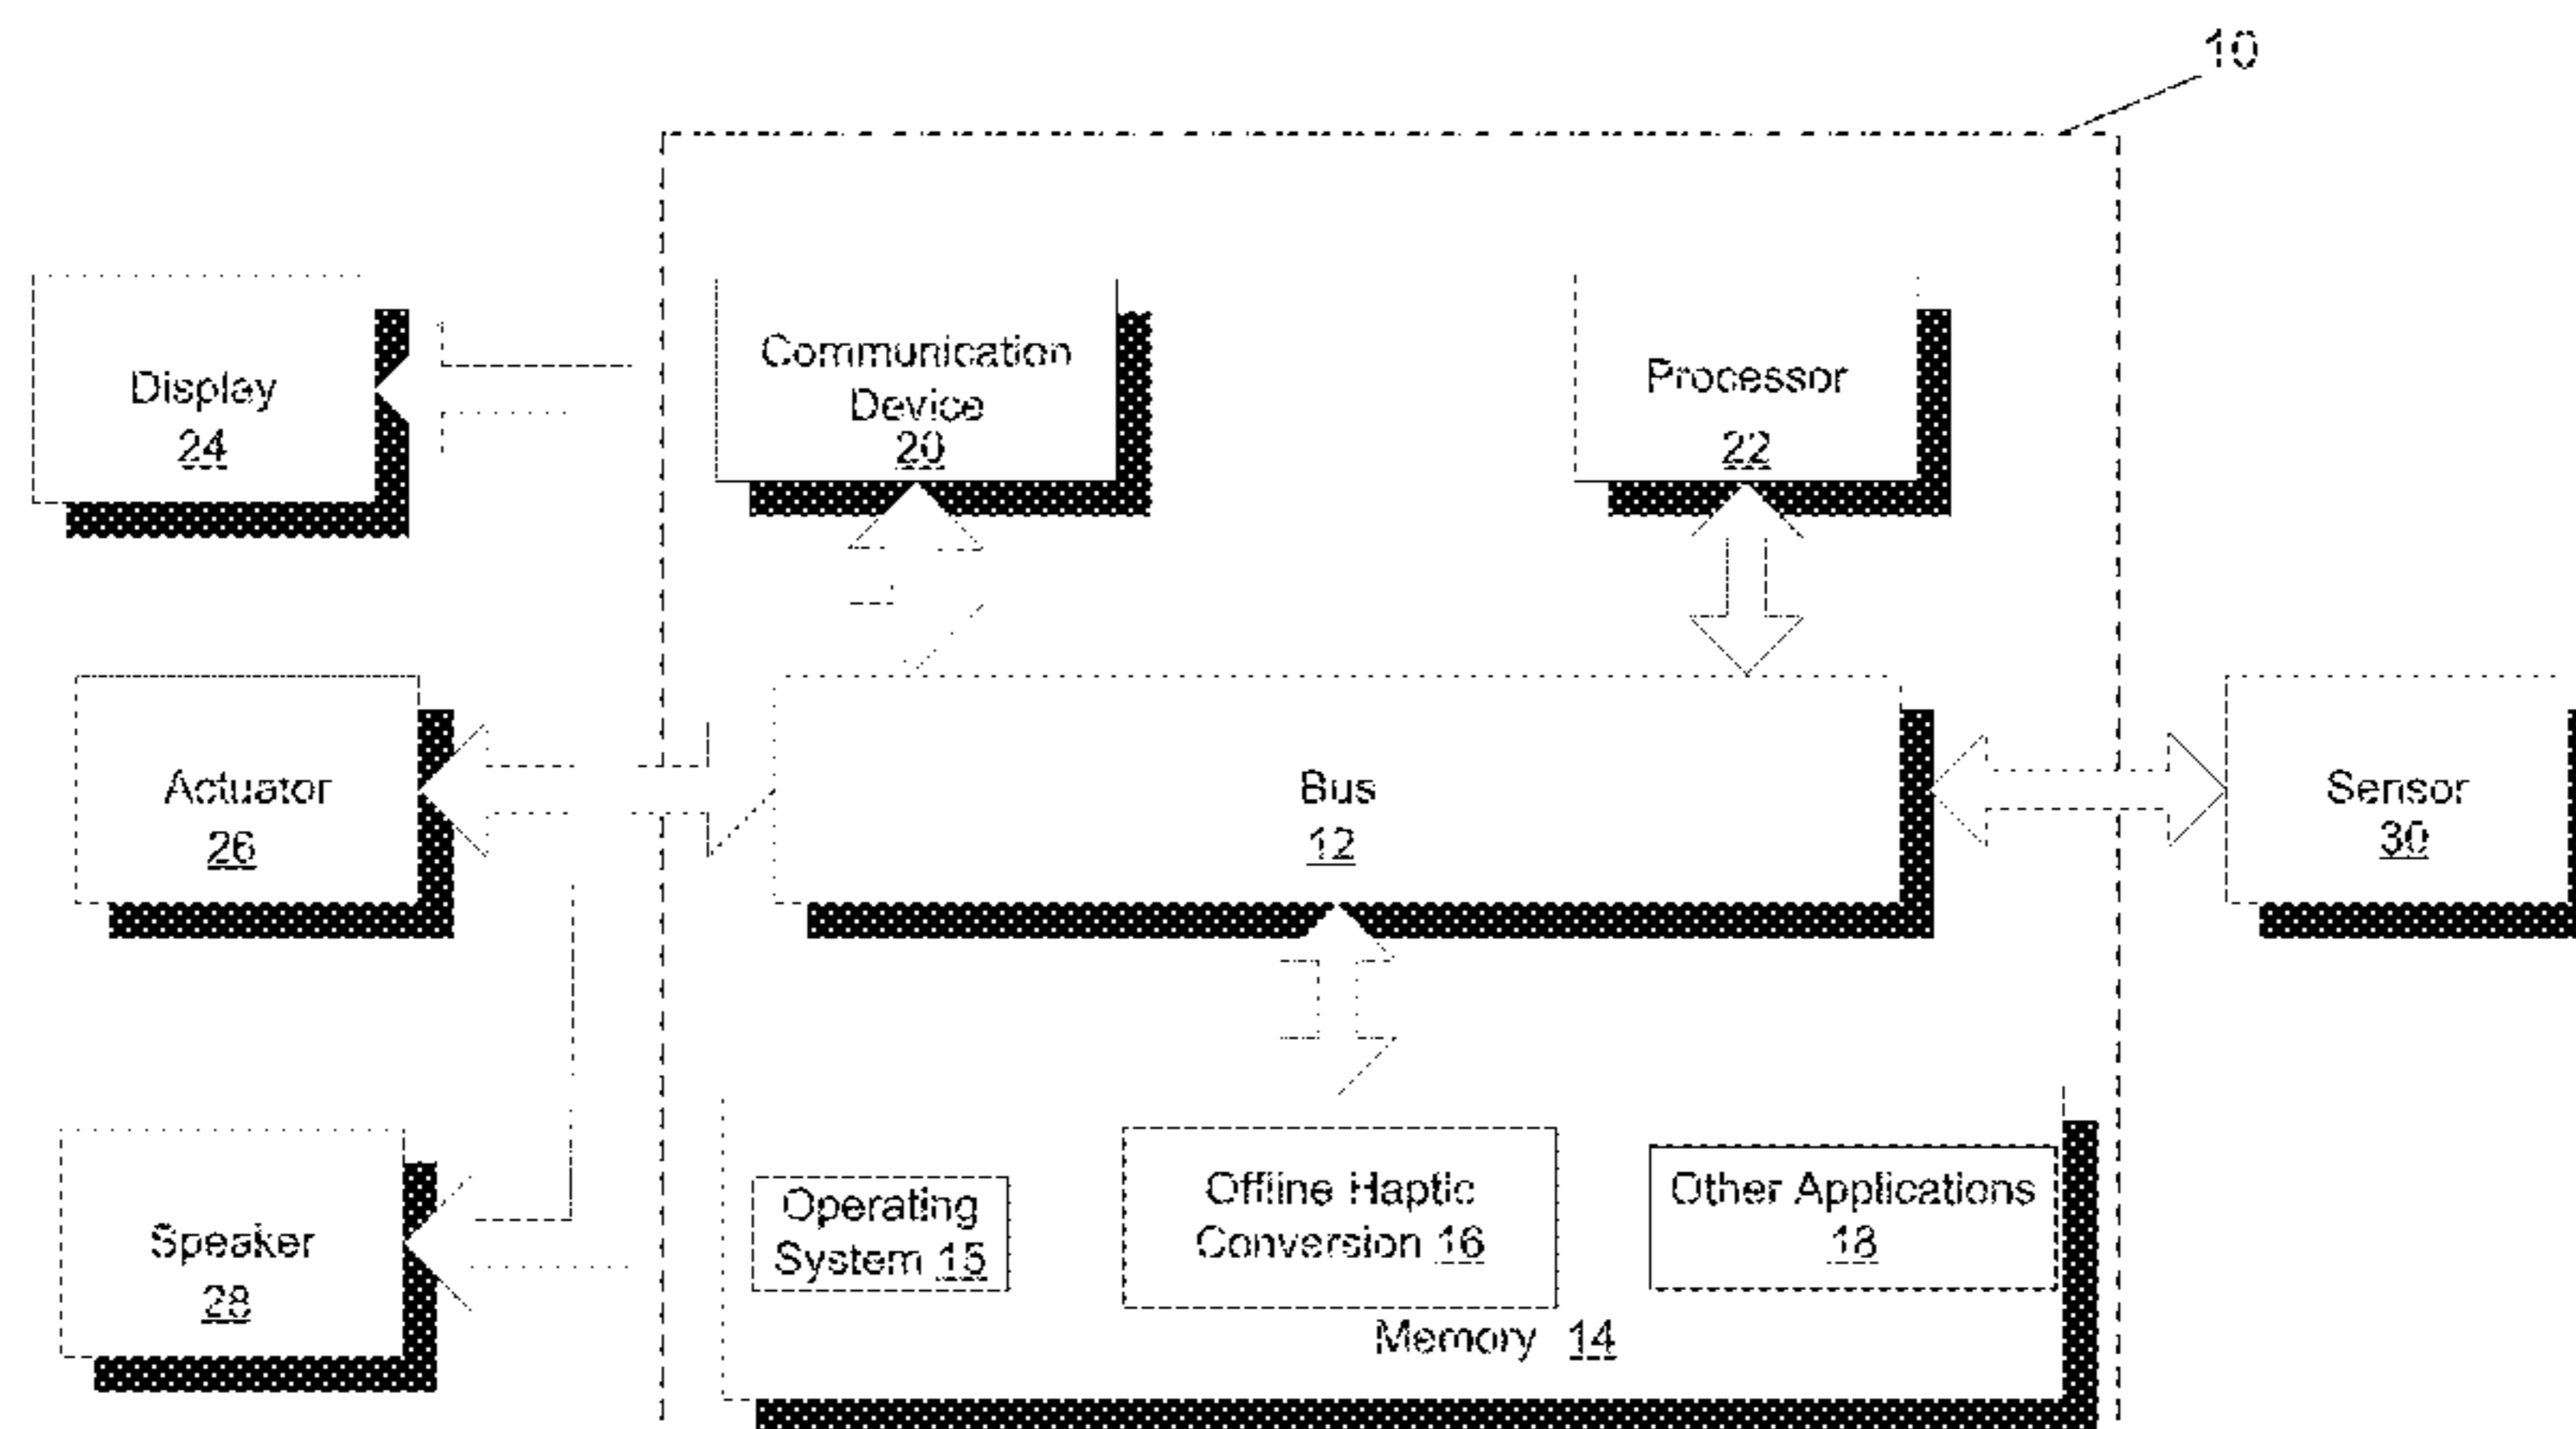 10
Display
24
Communication
Device
20
Processor
22
Actuator
26
Bus
12
Sensor
30
Speaker
28
Operating
System 15
Offline Haptic
Conversion 16
Other Applications
18
Memory 14